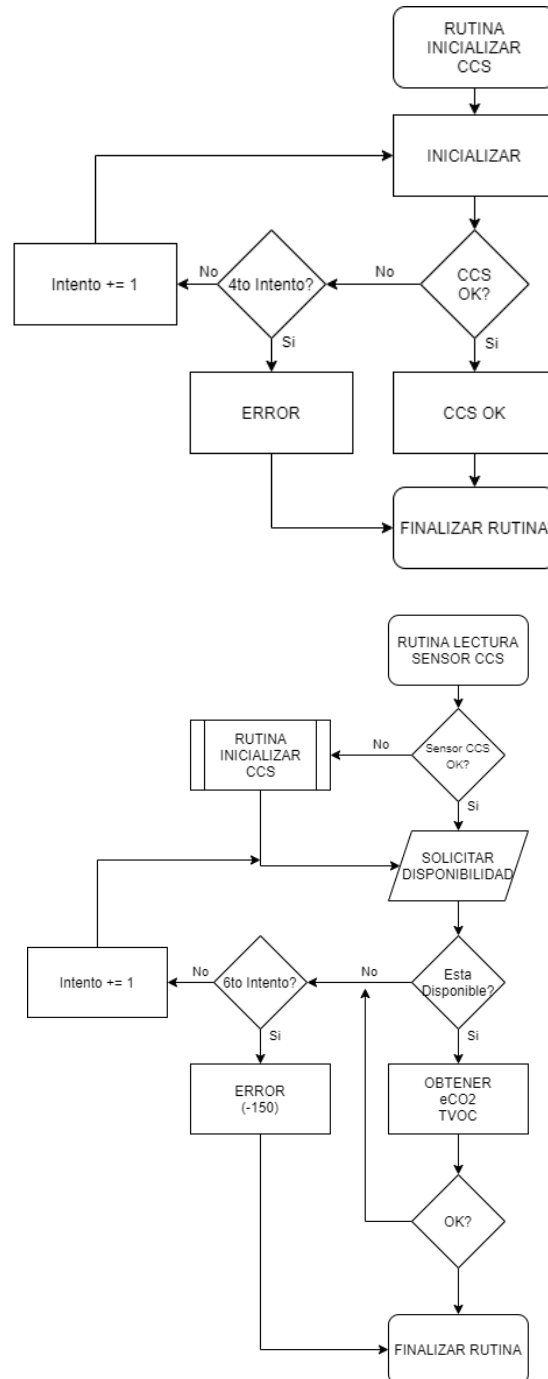 RUTINA
INICIALIZAR
CCS
INICIALIZAR
CCS
OK?
No
4to Intento?
No
Intento += 1
Si
Si
ERROR
CCS OK
FINALIZAR RUTINA
RUTINA LECTURA
SENSOR CCS
Sensor CCS
OK?
No
RUTINA
INICIALIZAR
CCS
Si
SOLICITAR
DISPONIBILIDAD
Esta
Disponible?
No
6to Intento?
No
Intento += 1
Si
Si
ERROR
(-150)
OBTENER
eCO2
TVOC
OK?
FINALIZAR RUTINA